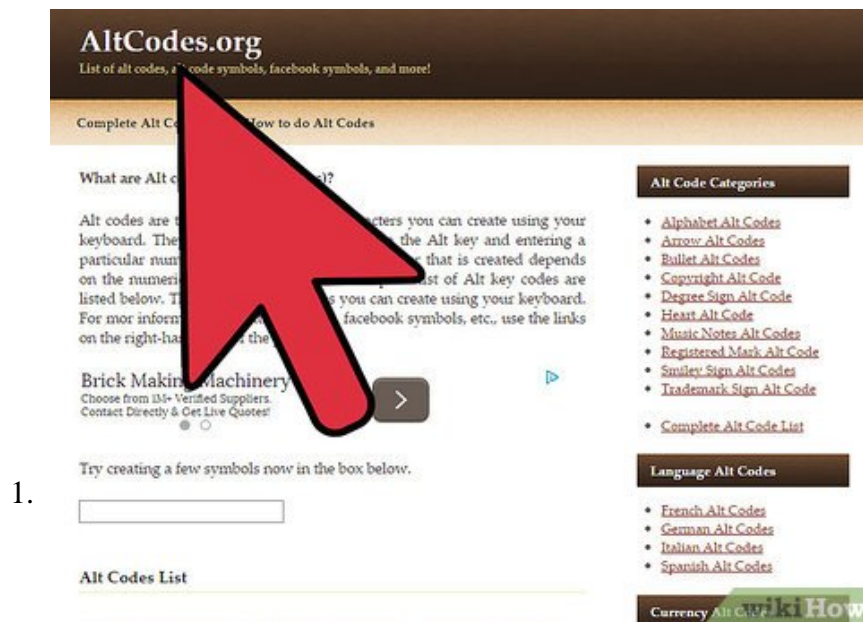 AltCodes.org
List of alt codes, alt code symbols, facebook symbols, and more!
Complete Alt Co How to do Alt Codes
What are Alt c s)?
Alt codes are t acters you can create using your
keyboard. They the Alt key and entering a
particular num r that is created depends
on the numeri ist of Alt key codes are
listed below. T s you can create using your keyboard.
For mor inform facebook symbols, etc., use the links
on the right-ha the
Brick Making Machinery
Choose from 1M+ Verified Suppliers.
Contact Directly & Get Live Quotes!
Try creating a few symbols now in the box below.
Alt Codes List
Alt Code Categories
Alphabet Alt Codes
Arrow Alt Codes
Bullet Alt Codes
Copyright Alt Code
Degree Sign Alt Code
Heart Alt Code
Music Notes Alt Codes
Registered Mark Alt Code
Smiley Sign Alt Codes
Trademark Sign Alt Code
Complete Alt Code List
Language Alt Codes
French Alt Codes
German Alt Codes
Italian Alt Codes
Spanish Alt Codes
Currency Alt Code
wikiHow
1.